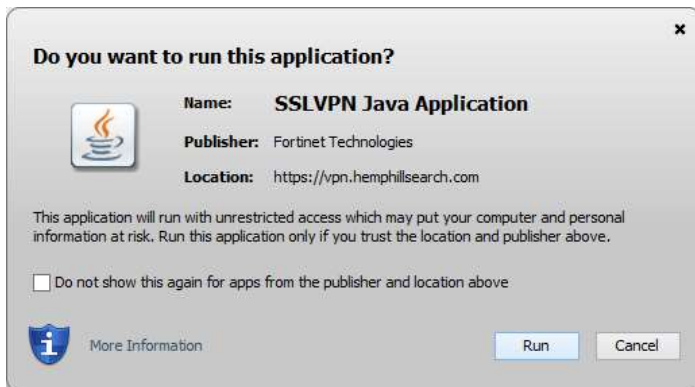 Do you want to run this application?
Name: SSLVPN Java Application
Publisher: Fortinet Technologies
Location: https://vpn.hemphillsearch.com
This application will run with unrestricted access which may put your computer and personal
information at risk. Run this application only if you trust the location and publisher above.
Do not show this again for apps from the publisher and location above
More Information
Run
Cancel